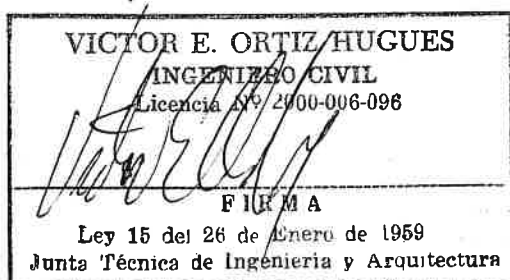 VICTOR E. ORTIZ HUGUES
INGENIERO CIVIL
Licencia Nº 2000-006-096
FIRMA
Ley 15 del 26 de Enero de 1959
Junta Técnica de Ingeniería y Arquitectura